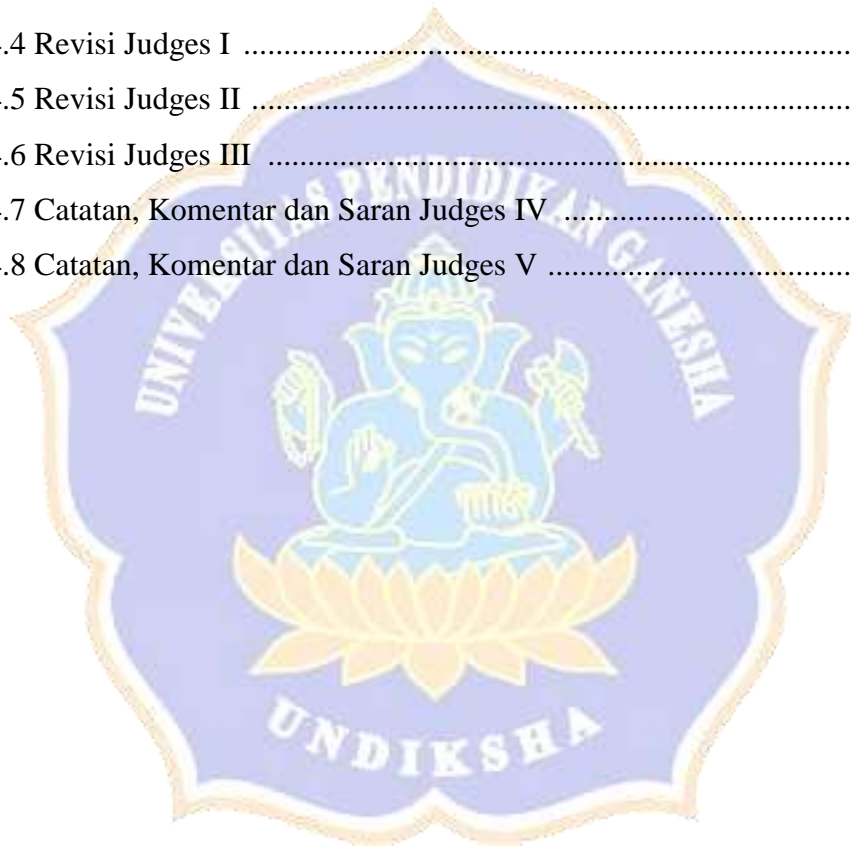 .4 Revisi Judges I ....................................................................................
.5 Revisi Judges II ...................................................................................
.6 Revisi Judges III .................................................................................
.7 Catatan, Komentar dan Saran Judges IV .........................................
.8 Catatan, Komentar dan Saran Judges V ...........................................
UNIVERSITAS PENDIDIKAN GANESHA
UNDIKSHA